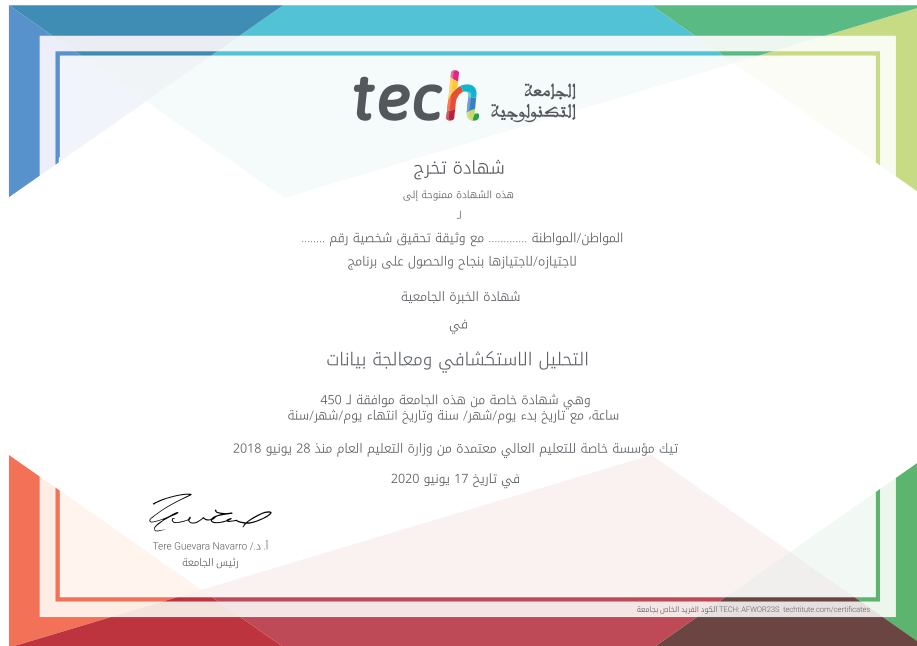 tech الجامعة
التكنولوجية
شهادة تخرج
هذه الشهادة ممنوحة إلى
لـ
المواطن/المواطنة ............ مع وثيقة تحقيق شخصية رقم ........
لاجتيازه/لاجتيازها بنجاح والحصول على برنامج
شهادة الخبرة الجامعية
في
التحليل الاستكشافي ومعالجة بيانات
وهي شهادة خاصة من هذه الجامعة موافقة لـ 450
ساعة، مع تاريخ بدء يوم/شهر/ سنة وتاريخ انتهاء يوم/شهر/سنة
تيك مؤسسة خاصة للتعليم العالي معتمدة من وزارة التعليم العام منذ 28 يونيو 2018
في تاريخ 17 يونيو 2020
أ. د./ Tere Guevara Navarro
رئيس الجامعة
الكود الفريد الخاص بجامعة TECH: AFWOR23S techtitute.com/certificates